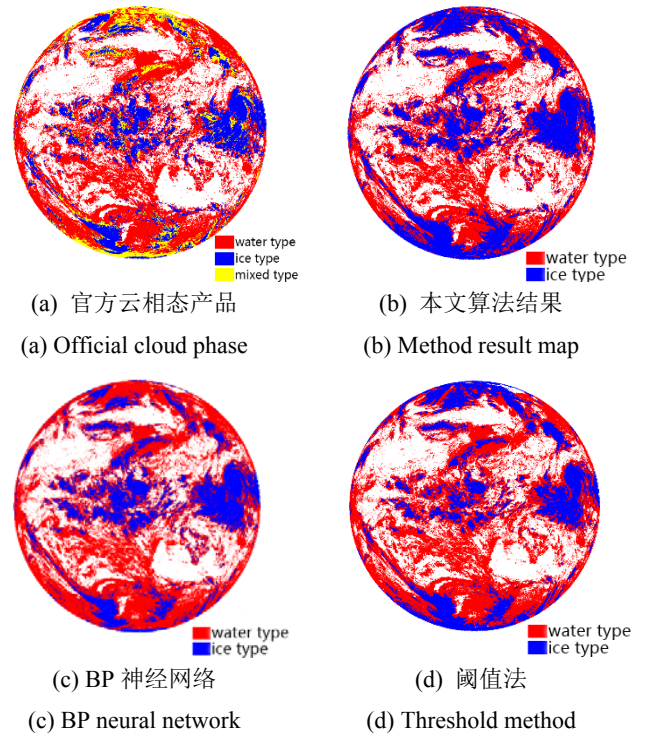 water type
ice type
mixed type
water type
ice type
(a) 官方云相态产品
(b) 本文算法结果
(a) Official cloud phase
(b) Method result map
water type
ice type
water type
ice type
(c) BP 神经网络
(d) 阈值法
(c) BP neural network
(d) Threshold method